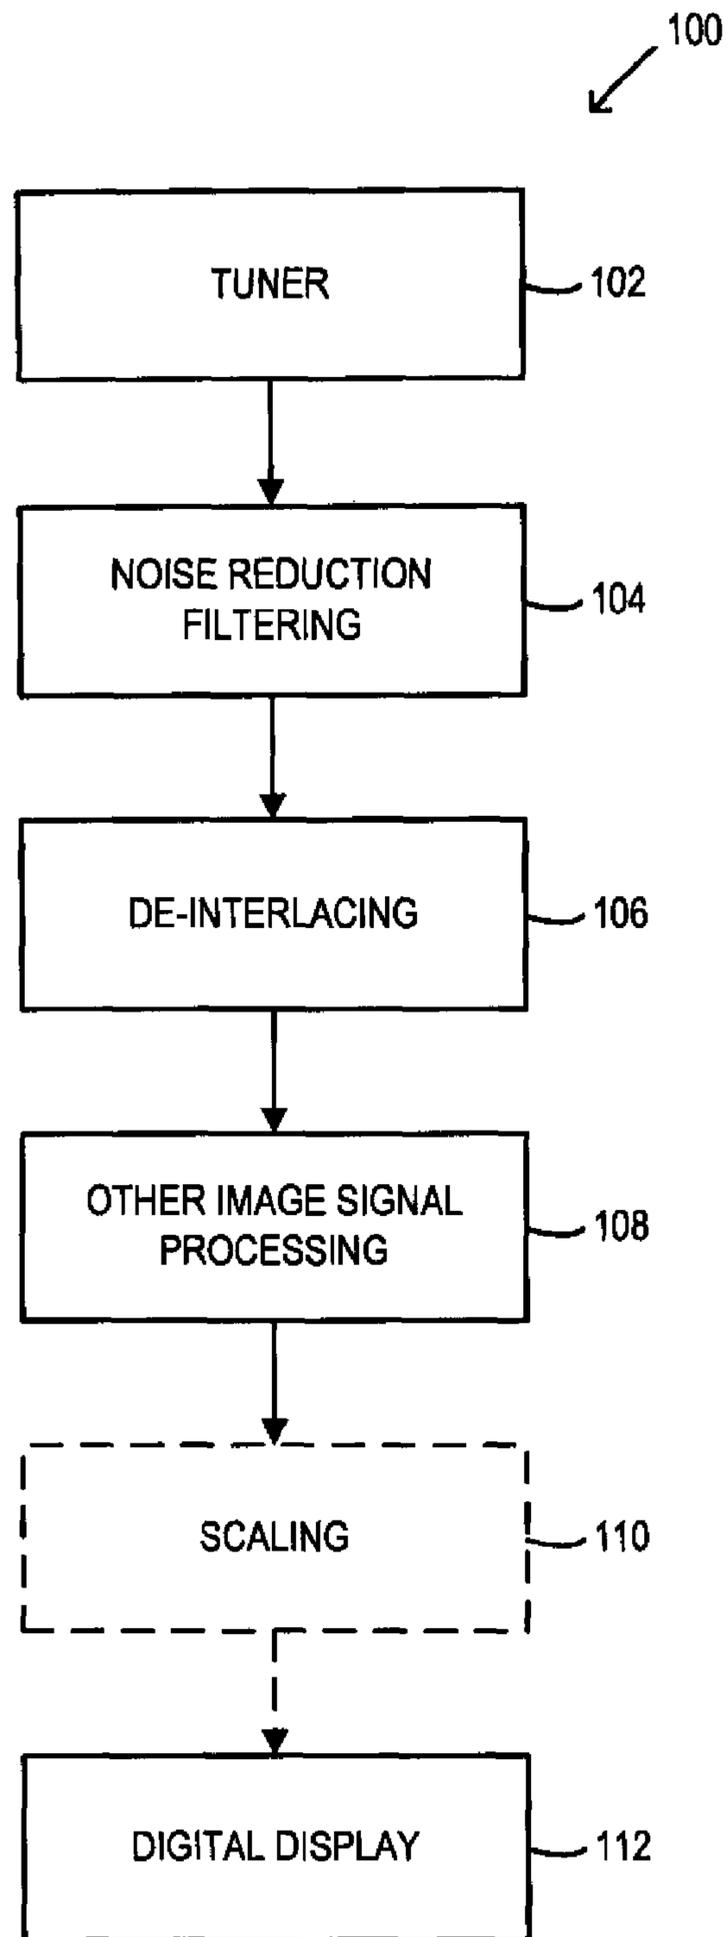 100
TUNER
102
NOISE REDUCTION
FILTERING
104
DE-INTERLACING
106
OTHER IMAGE SIGNAL
PROCESSING
108
SCALING
110
DIGITAL DISPLAY
112